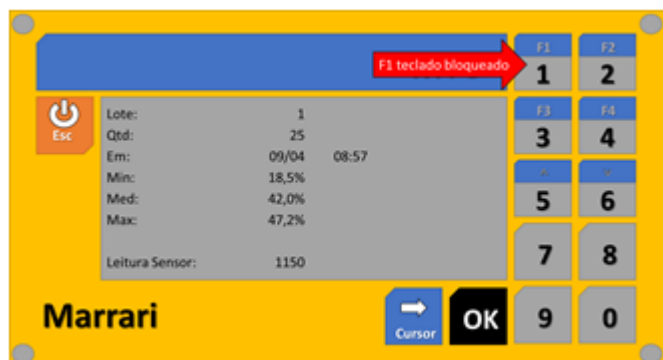 F1 teclado bloqueado
F1 F2
1 2
Esc
Lote: 1
Qtd: 25
Em: 09/04 08:57
Min: 18,5%
Med: 42,0%
Max: 47,2%
Leitura Sensor: 1150
F3 F4
3 4
5 6
7 8
Marrari
Cursor
OK
9 0